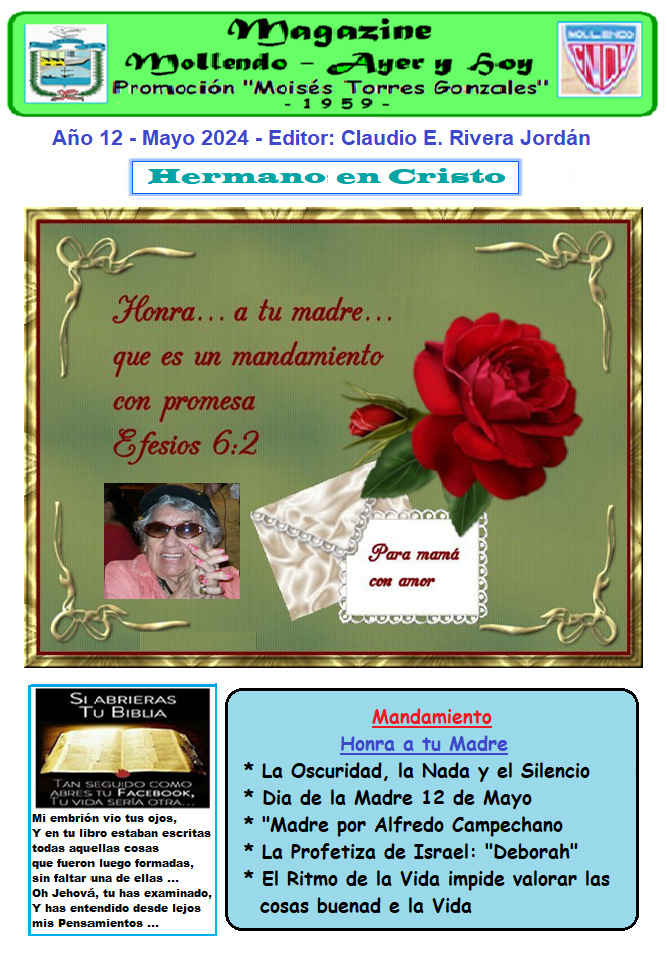 Magazine
Mollendo - Ayer y Hoy
Promoción "Moisés Torres Gonzales"
- 1 9 5 9 -
MOLLENDO
Año 12 - Mayo 2024 - Editor: Claudio E. Rivera Jordán
Hermano en Cristo
Honra... a tu madre...
que es un mandamiento
con promesa
Efesios 6:2
Para mamá
con amor
Si abrieras
Tu Biblia
Tan seguido como
abres tu Facebook,
Tu vida sería otra...
Mi embrión vio tus ojos,
Y en tu libro estaban escritas
todas aquellas cosas
que fueron luego formadas,
sin faltar una de ellas ...
Oh Jehová, tu has examinado,
Y has entendido desde lejos
mis Pensamientos ...
Mandamiento
Honra a tu Madre
* La Oscuridad, la Nada y el Silencio
* Dia de la Madre 12 de Mayo
* "Madre por Alfredo Campechano
* La Profetiza de Israel: "Deborah"
* El Ritmo de la Vida impide valorar las
cosas buenad e la Vida